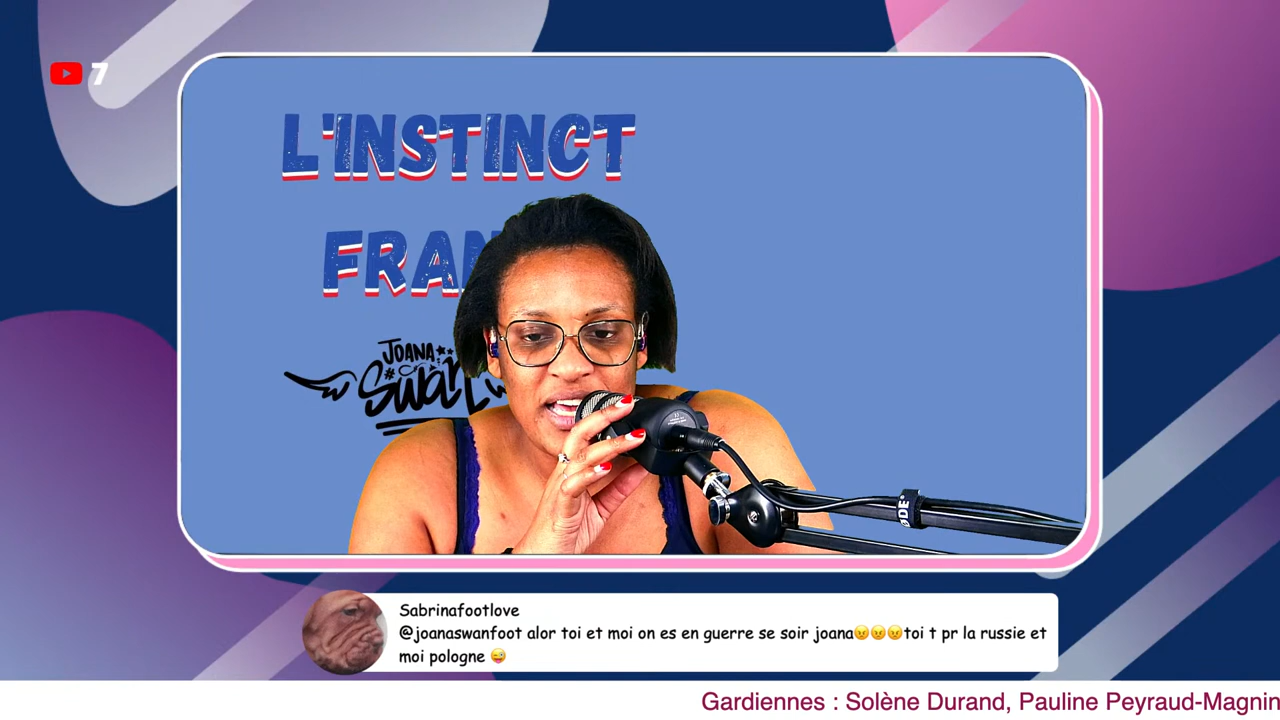 7
L'INSTINCT
FRAN
JOANA
Swan
Sabrinafootlove
@joanaswanfoot alor toi et moi on es en guerre se soir joana😡😡😡toi t pr la russie et
moi pologne 😜
Gardiennes : Solène Durand, Pauline Peyraud-Magnin